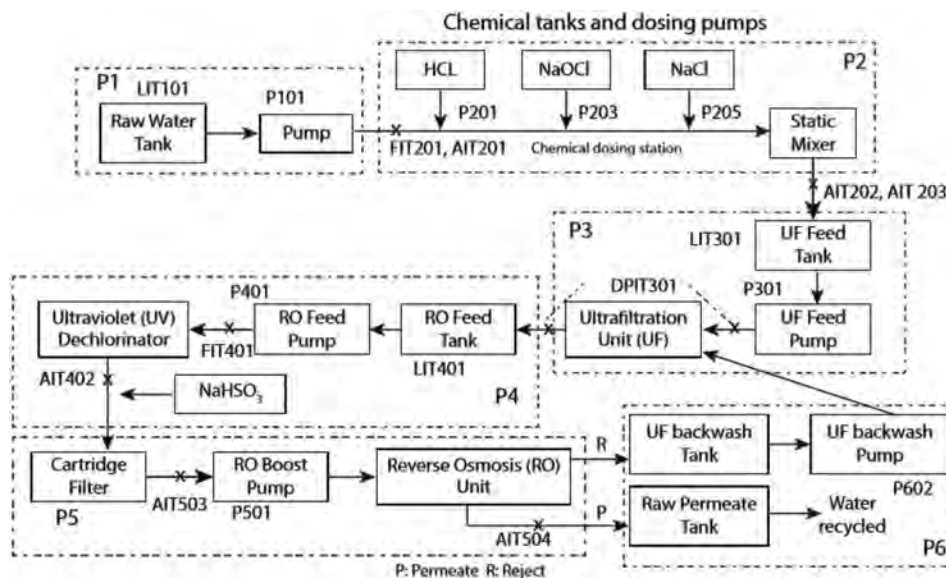 Chemical tanks and dosing pumps
P1
LIT101
Raw Water
Tank
P101
Pump
P2
HCL
NaOCl
NaCl
P201
P203
P205
FIT201, AIT201
Chemical dosing station
Static
Mixer
AIT202, AIT 203
P3
LIT301
UF Feed
Tank
P301
DPIT301
UF Feed
Pump
Ultrafiltration
Unit (UF)
P401
Ultraviolet (UV)
Dechlorinator
FIT401
RO Feed
Pump
RO Feed
Tank
LIT401
AIT402
NaHSO3
P4
Cartridge
Filter
AIT503
RO Boost
Pump
P501
Reverse Osmosis (RO)
Unit
P5
AIT504
R
P
UF backwash
Tank
UF backwash
Pump
P602
Raw Permeate
Tank
Water
recycled
P6
P: Permeate R: Reject